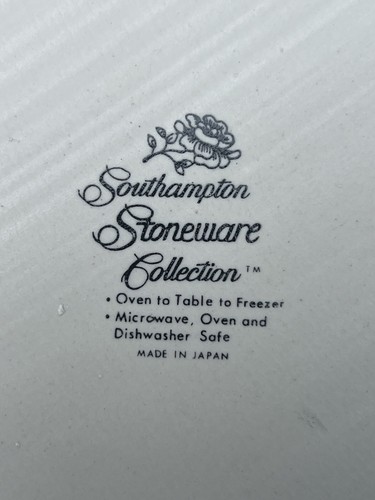 Southampton
Stoneware
Collection™
• Oven to Table to Freezer
• Microwave, Oven and
Dishwasher Safe
MADE IN JAPAN